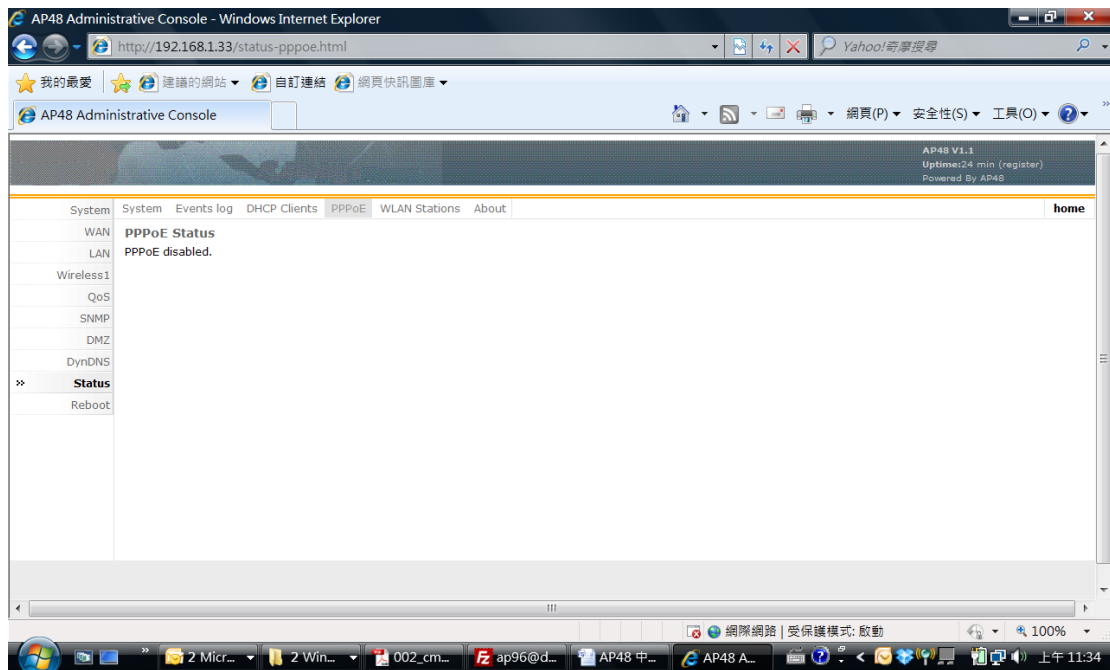 AP48 Administrative Console - Windows Internet Explorer
http://192.168.1.33/status-pppoe.html
Yahoo!奇摩搜尋
我的最愛 建議的網站 自訂連結 網頁快訊圖庫
AP48 Administrative Console
網頁(P) 安全性(S) 工具(O)
AP48 V1.1
Uptime:24 min (register)
Powered By AP48
System Events log DHCP Clients PPPoE WLAN Stations About
home
System
WAN
LAN
Wireless1
QoS
SNMP
DMZ
DynDNS
Status
Reboot
PPPoE Status
PPPoE disabled.
網際網路 | 受保護模式: 啟動
100%
2 Micr... 2 Win... 002_cm... ap96@d... AP48 中... AP48 A...
上午 11:34